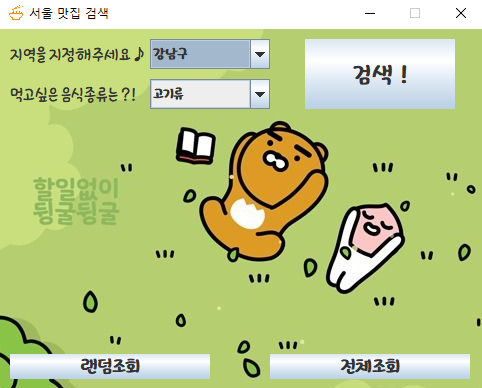 서울 맛집 검색
지역을 지정해주세요♪ 강남구
먹고싶은 음식종류는?! 고기류
검색!
할일없이
뒹굴뒹굴
랜덤조회 전체조회